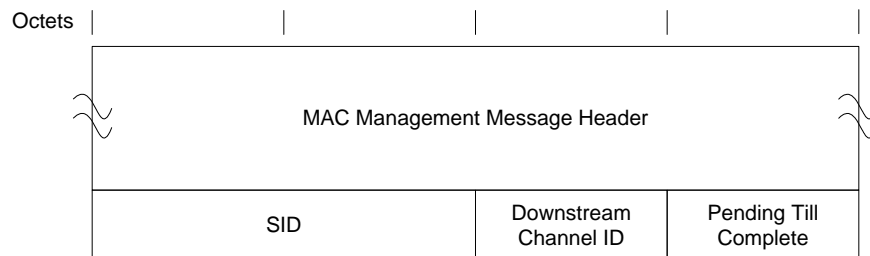 Octets
MAC Management Message Header
SID
Downstream
Channel ID
Pending Till
Complete